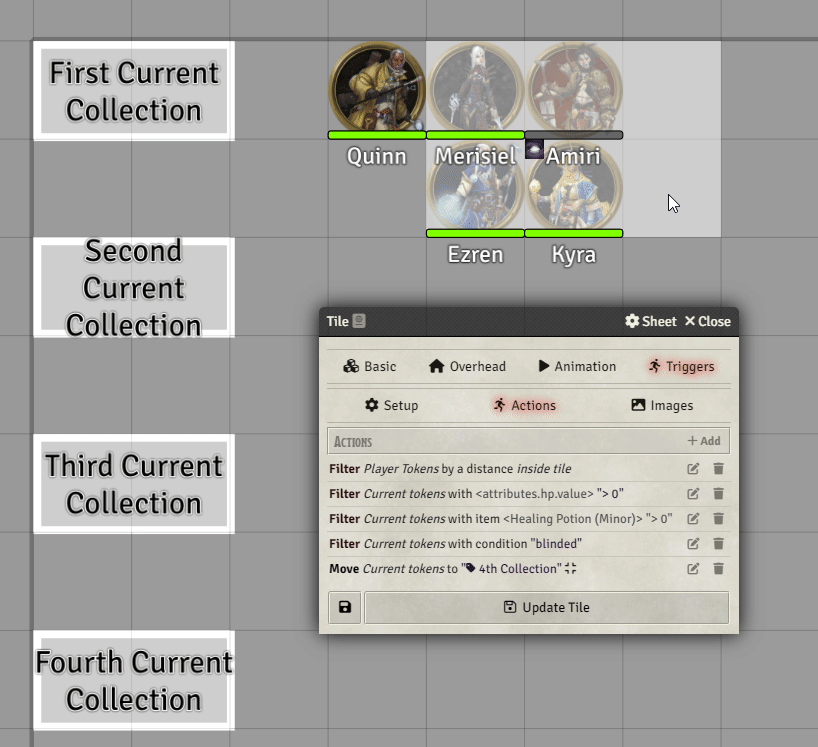 First Current
Collection
Quinn
Merisiel
Amiri
Ezren
Kyra
Second
Current
Collection
Third Current
Collection
Fourth Current
Collection
Tile
Sheet
Close
Basic
Overhead
Animation
Triggers
Setup
Actions
Images
Actions
+ Add
Filter Player Tokens by a distance inside tile
Filter Current tokens with <attributes.hp.value> "> 0"
Filter Current tokens with item <Healing Potion (Minor)> "> 0"
Filter Current tokens with condition "blinded"
Move Current tokens to "4th Collection"
Update Tile